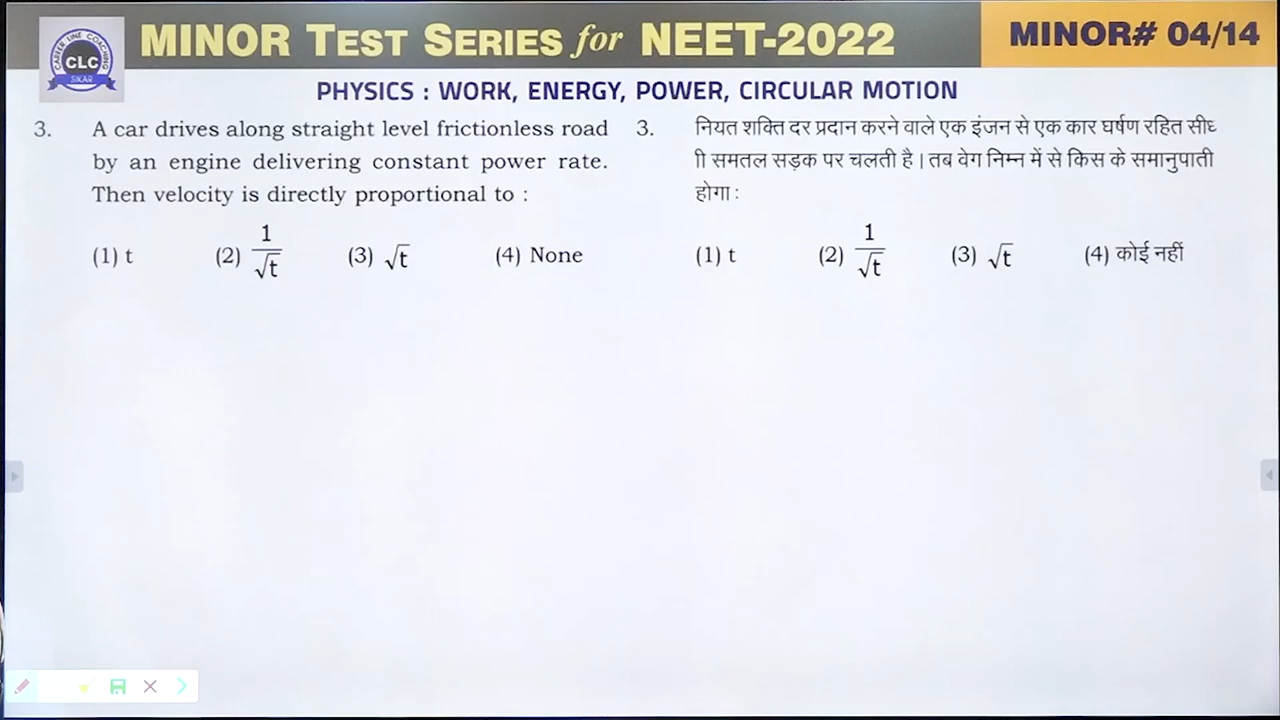 CAREER LINE COACHING
CLC
SIKAR
MINOR TEST SERIES for NEET-2022
MINOR# 04/14
PHYSICS : WORK, ENERGY, POWER, CIRCULAR MOTION
3. A car drives along straight level frictionless road
by an engine delivering constant power rate.
Then velocity is directly proportional to :
(1) t (2) 1/√t (3) √t (4) None
3. नियत शक्ति दर प्रदान करने वाले एक इंजन से एक कार घर्षण रहित सीध
ी समतल सड़क पर चलती है। तब वेग निम्न में से किस के समानुपाती
होगा :
(1) t (2) 1/√t (3) √t (4) कोई नहीं